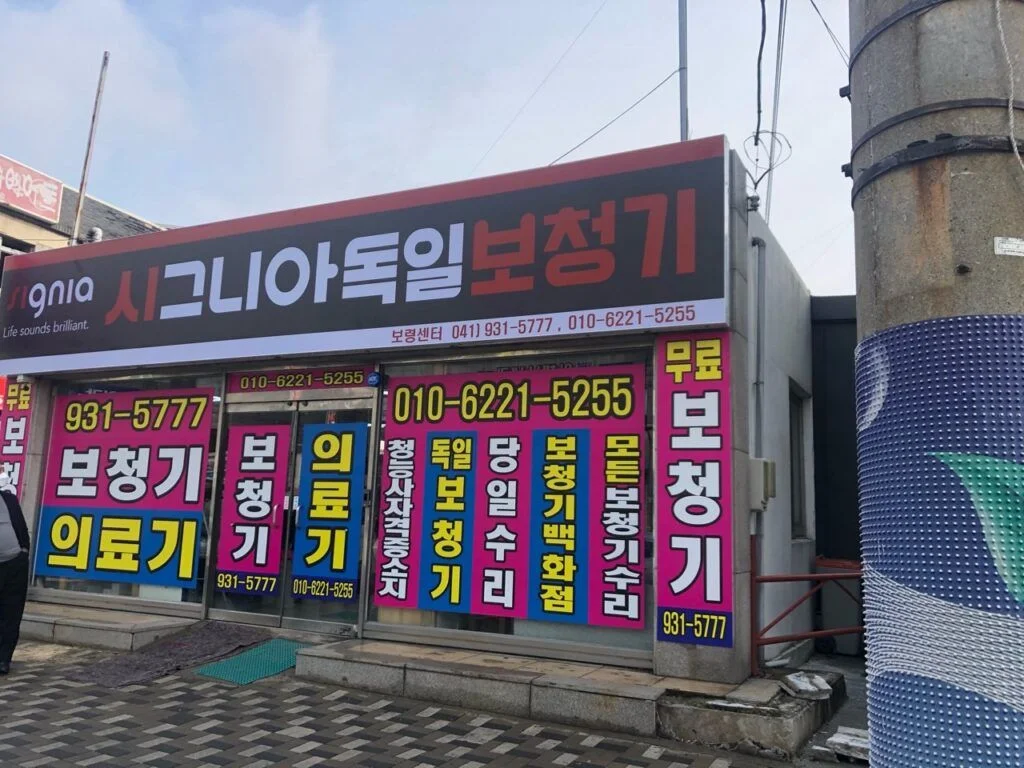 signia
Life sounds brilliant.
시그니아독일보청기
보령센터 041) 931-5777 , 010-6221-5255
무료
보청
931-5777
보청기
의료기
010-6221-5255
보청기
931-5777
의료기
010-6221-5255
010-6221-5255
청능사자격증소지
독일보청기
당일수리
보청기백화점
모든보청기수리
무료
보청기
931-5777